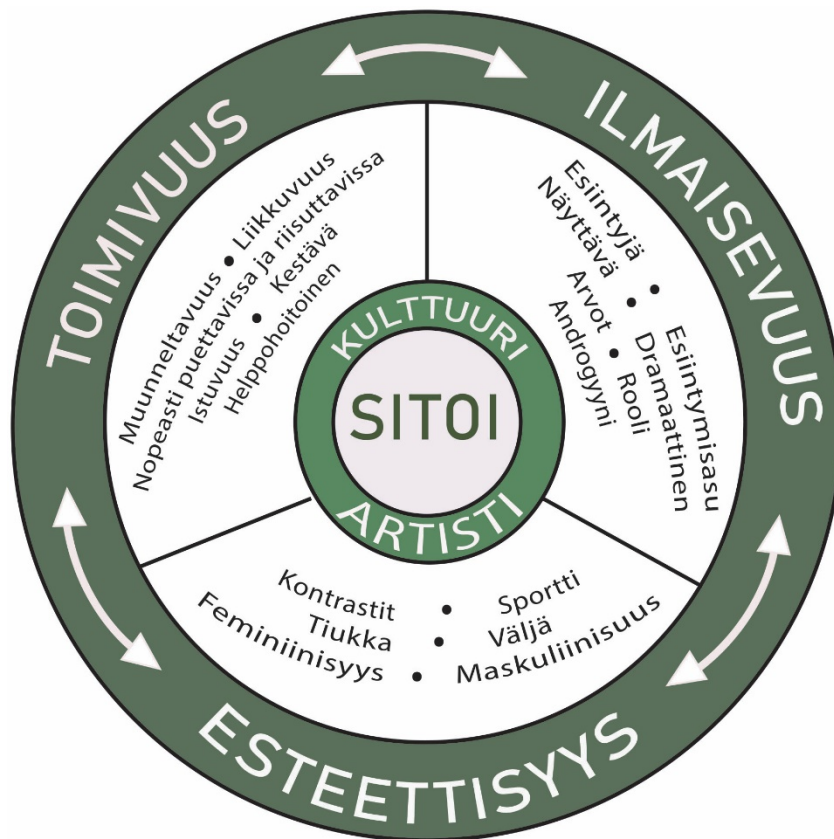 TOIMIVUUS
ILMAISEVUUS
ESTEETTISYYS
Muunneltavuus • Liikkuvuus
Nopeasti puettavissa ja riisuttavissa
Istuvuus • Kestävä
Helppohoitoinen
Esiintyjä • Esiintymisasu
Näyttävä • Dramaattinen
Arvot • Rooli
Androgyyni
KULTTUURI
SITOI
ARTISTI
Kontrastit • Sportti
Tiukka • Väljä
Feminiinisyys • Maskuliinisuus